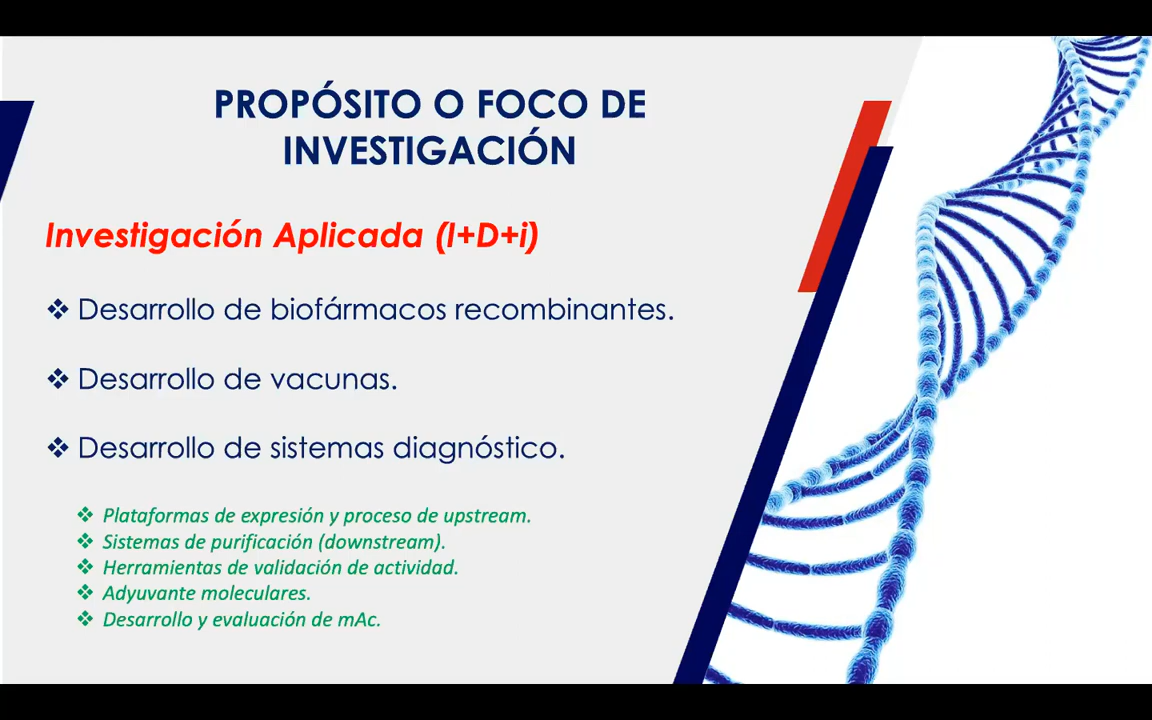 PROPÓSITO O FOCO DE
INVESTIGACIÓN
Investigación Aplicada (I+D+i)
❖ Desarrollo de biofármacos recombinantes.
❖ Desarrollo de vacunas.
❖ Desarrollo de sistemas diagnóstico.
❖ Plataformas de expresión y proceso de upstream.
❖ Sistemas de purificación (downstream).
❖ Herramientas de validación de actividad.
❖ Adyuvante moleculares.
❖ Desarrollo y evaluación de mAc.